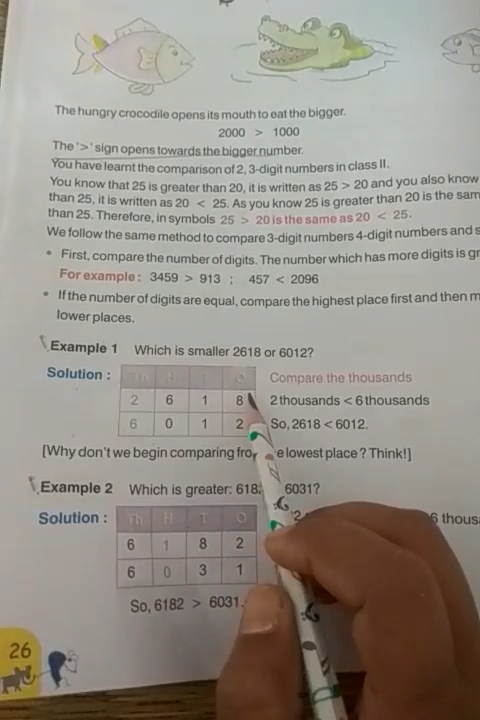 The hungry crocodile opens its mouth to eat the bigger.
2000 > 1000
The '>' sign opens towards the bigger number.
You have learnt the comparison of 2, 3-digit numbers in class II.
You know that 25 is greater than 20, it is written as 25 > 20 and you also know
than 25, it is written as 20 < 25. As you know 25 is greater than 20 is the sam
than 25. Therefore, in symbols 25 > 20 is the same as 20 < 25.
We follow the same method to compare 3-digit numbers 4-digit numbers and s
• First, compare the number of digits. The number which has more digits is gr
For example : 3459 > 913 ; 457 < 2096
• If the number of digits are equal, compare the highest place first and then m
lower places.
Example 1 Which is smaller 2618 or 6012?
Solution : Th H T O Compare the thousands
2 6 1 8 2 thousands < 6 thousands
6 0 1 2 So, 2618 < 6012.
[Why don't we begin comparing fro e lowest place ? Think!]
Example 2 Which is greater: 618 6031?
Solution : Th H T O 6 thous
6 1 8 2
6 0 3 1
So, 6182 > 6031.
26